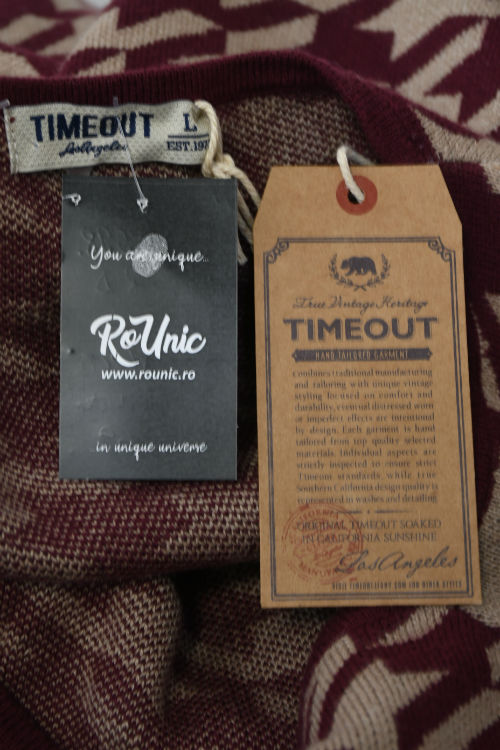 TIMEOUT L
Los Angeles EST.197
You are unique...
RoUnic
www.rounic.ro
...in unique universe
True Vintage Heritage
TIMEOUT
HAND TAILORED GARMENT
Combines traditional manufacturing
and tailoring with unique vintage
styling focused on comfort and
durability, eventual distressed worn
or imperfect effects are intentional
by design. Each garment is hand
tailored from top quality selected
materials. Individual aspects are
strictly inspected to ensure strict
Timeout standards while true
Southern California design quality is
represented in washes and detailing
ORIGINAL TIMEOUT SOAKED
IN CALIFORNIA SUNSHINE
Los Angeles